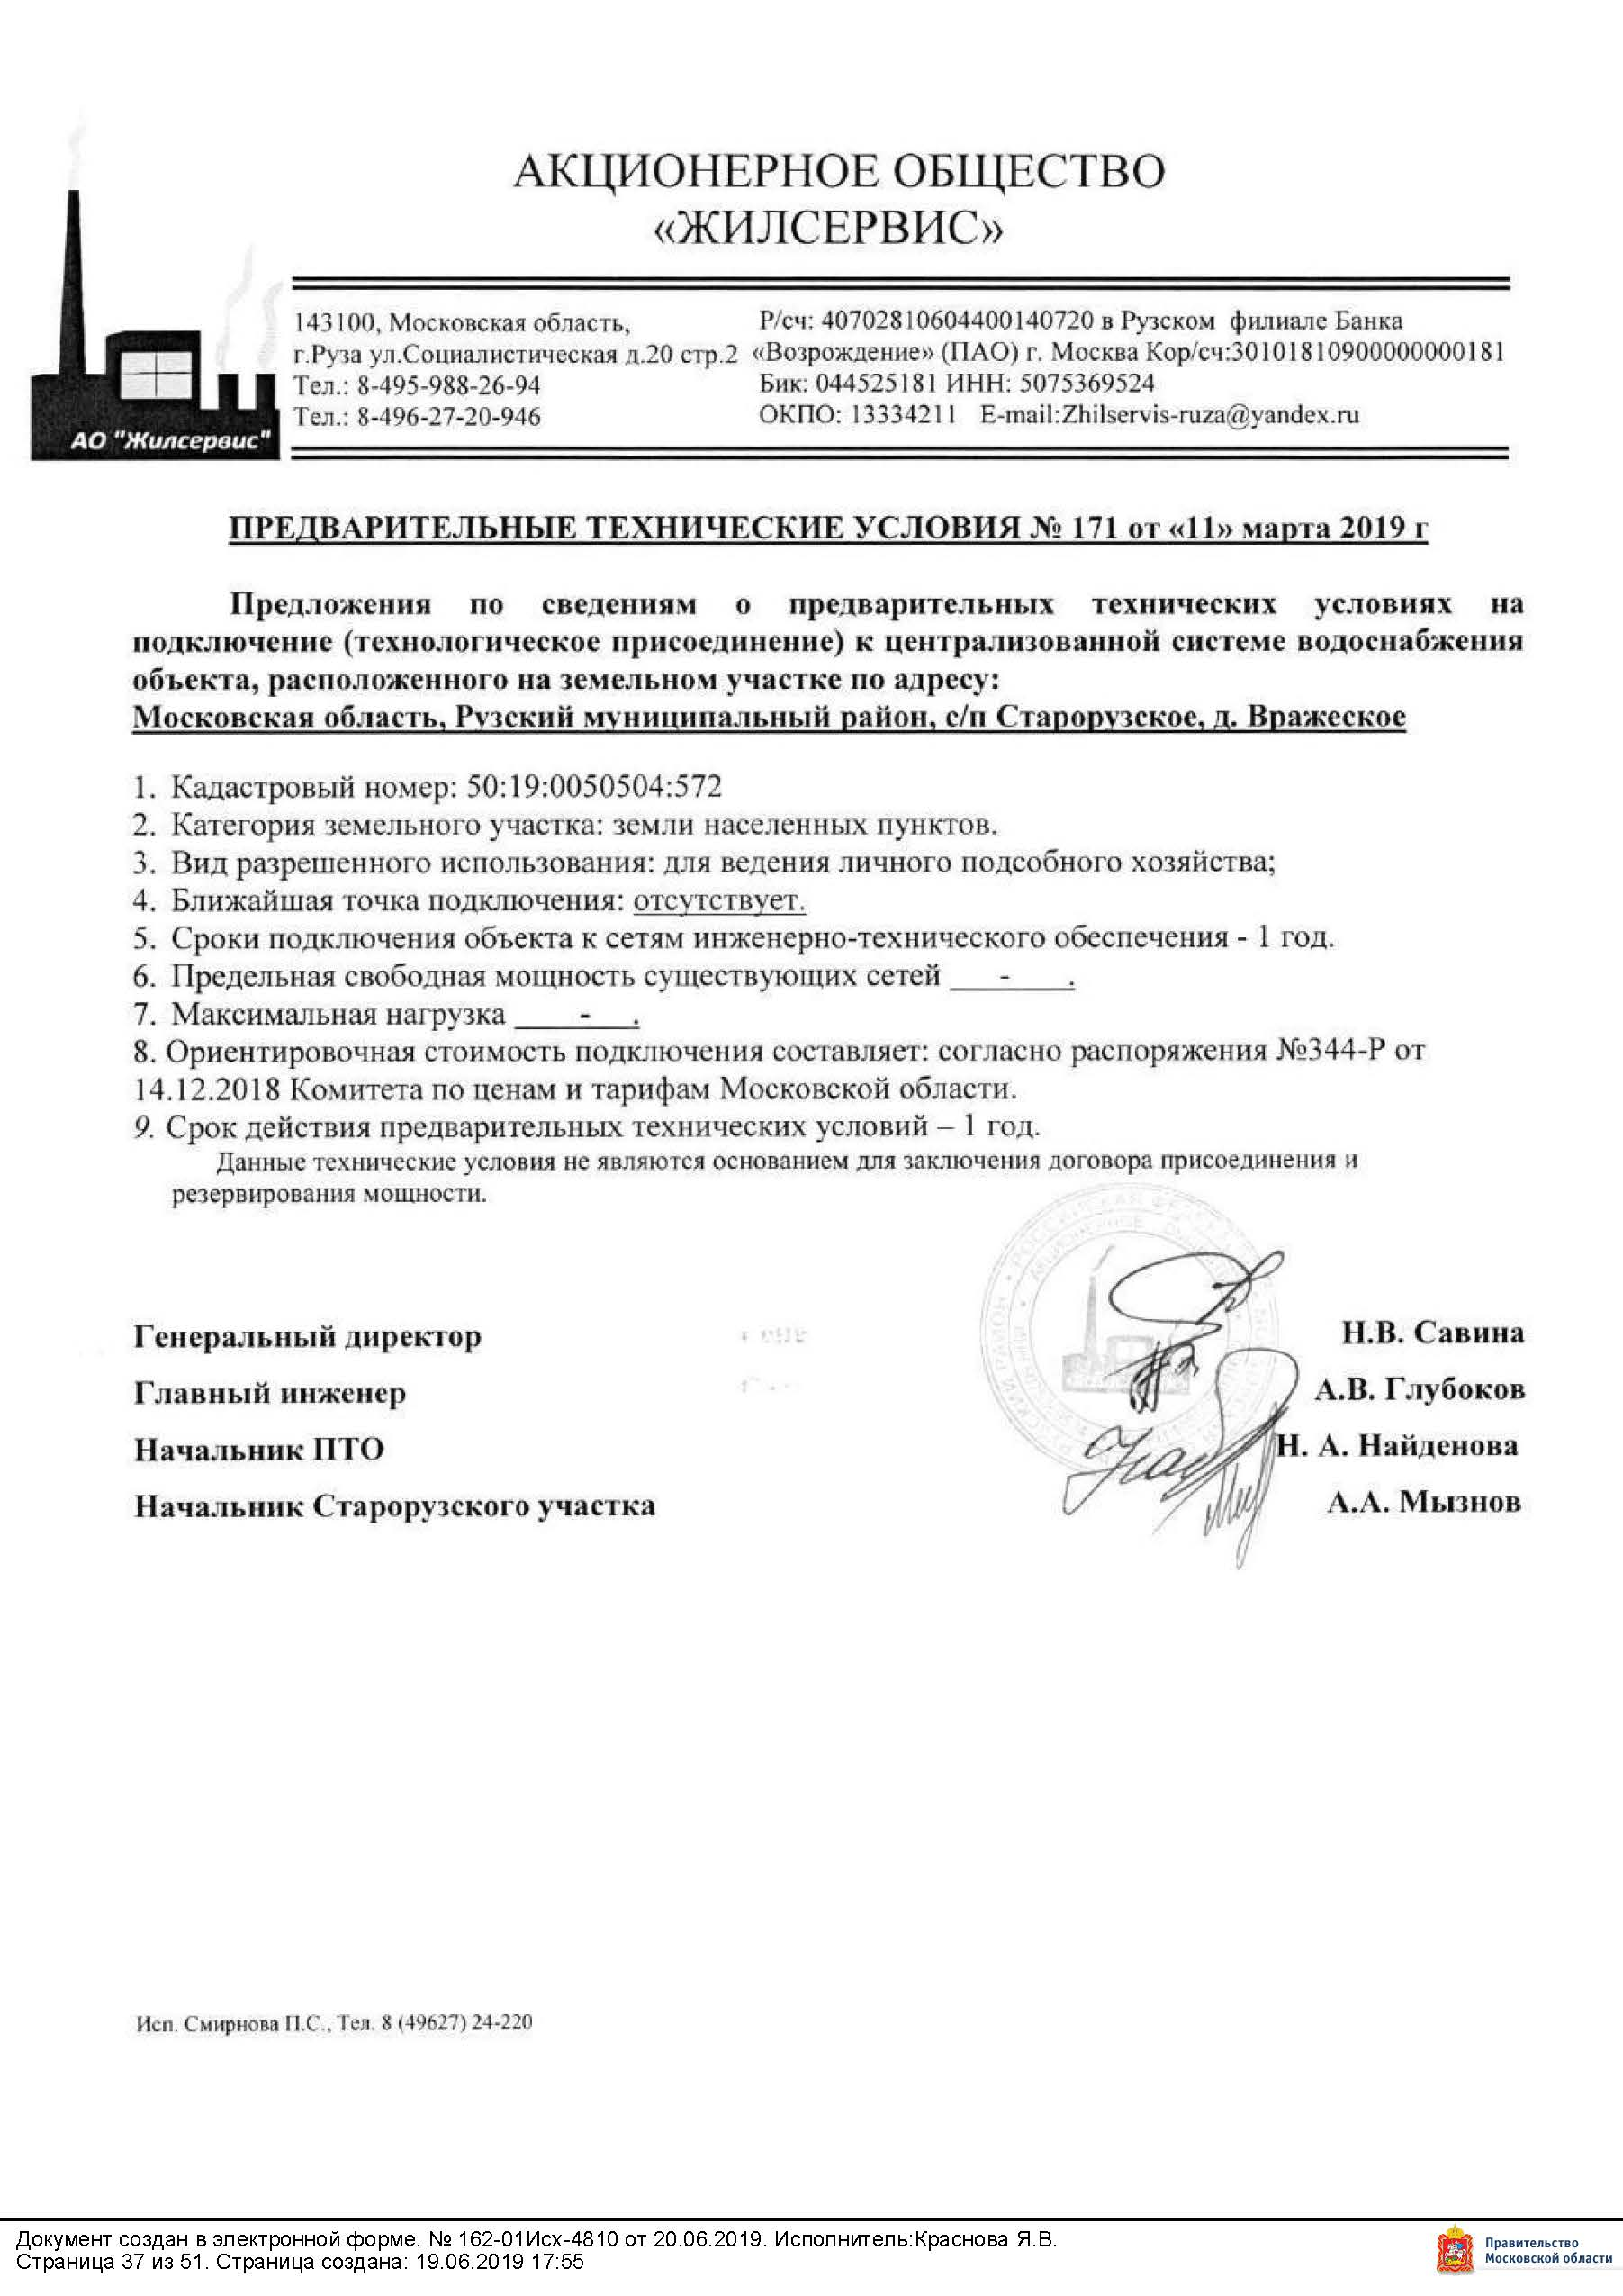 АКЦИОНЕРНОЕ ОБЩЕСТВО
«ЖИЛСЕРВИС»
АО "Жилсервис"
143100, Московская область,
г.Руза ул.Социалистическая д.20 стр.2
Тел.: 8-495-988-26-94
Тел.: 8-496-27-20-946
Р/сч: 40702810604400140720 в Рузском филиале Банка
«Возрождение» (ПАО) г. Москва Кор/сч:30101810900000000181
Бик: 044525181 ИНН: 5075369524
ОКПО: 13334211 E-mail:Zhilservis-ruza@yandex.ru
ПРЕДВАРИТЕЛЬНЫЕ ТЕХНИЧЕСКИЕ УСЛОВИЯ № 171 от «11» марта 2019 г
Предложения по сведениям о предварительных технических условиях на
подключение (технологическое присоединение) к централизованной системе водоснабжения
объекта, расположенного на земельном участке по адресу:
Московская область, Рузский муниципальный район, с/п Старорузское, д. Вражеское
1. Кадастровый номер: 50:19:0050504:572
2. Категория земельного участка: земли населенных пунктов.
3. Вид разрешенного использования: для ведения личного подсобного хозяйства;
4. Ближайшая точка подключения: отсутствует.
5. Сроки подключения объекта к сетям инженерно-технического обеспечения - 1 год.
6. Предельная свободная мощность существующих сетей ___-____.
7. Максимальная нагрузка ____-___.
8. Ориентировочная стоимость подключения составляет: согласно распоряжения №344-Р от
14.12.2018 Комитета по ценам и тарифам Московской области.
9. Срок действия предварительных технических условий – 1 год.
Данные технические условия не являются основанием для заключения договора присоединения и
резервирования мощности.
Генеральный директор Н.В. Савина
Главный инженер А.В. Глубоков
Начальник ПТО Н. А. Найденова
Начальник Старорузского участка А.А. Мызнов
Исп. Смирнова П.С., Тел. 8 (49627) 24-220
Документ создан в электронной форме. № 162-01Исх-4810 от 20.06.2019. Исполнитель:Краснова Я.В.
Страница 37 из 51. Страница создана: 19.06.2019 17:55
Правительство
Московской области